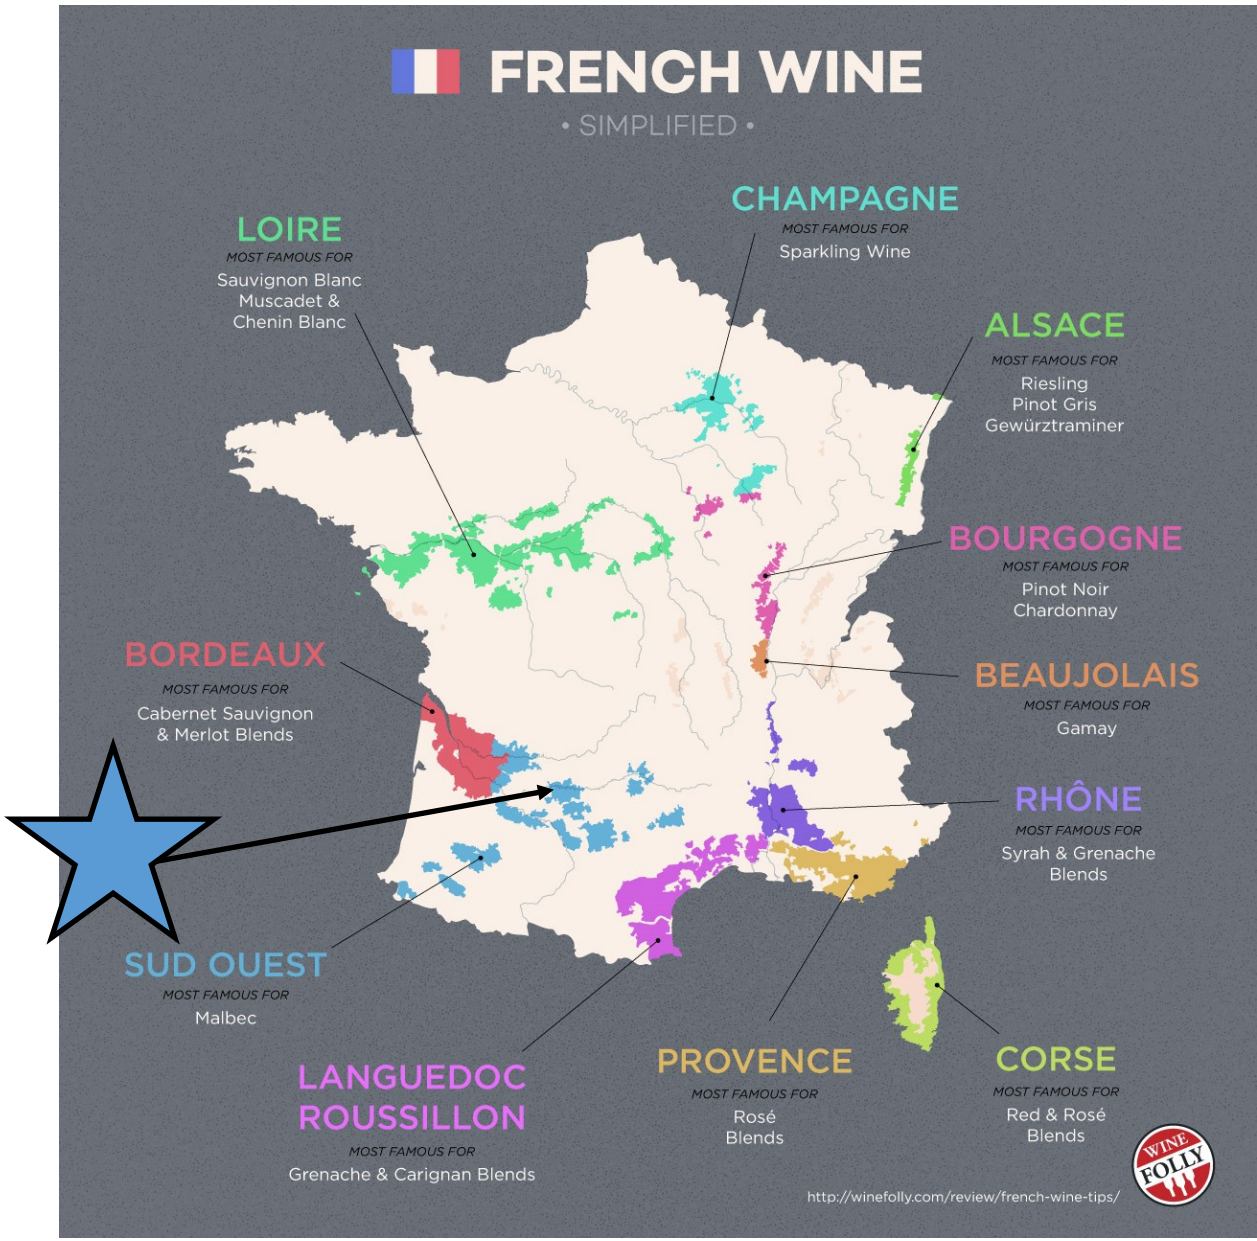 FRENCH WINE
• SIMPLIFIED •
CHAMPAGNE
MOST FAMOUS FOR
Sparkling Wine
LOIRE
MOST FAMOUS FOR
Sauvignon Blanc
Muscadet &
Chenin Blanc
ALSACE
MOST FAMOUS FOR
Riesling
Pinot Gris
Gewürztraminer
BOURGOGNE
MOST FAMOUS FOR
Pinot Noir
Chardonnay
BORDEAUX
MOST FAMOUS FOR
Cabernet Sauvignon
& Merlot Blends
BEAUJOLAIS
MOST FAMOUS FOR
Gamay
RHÔNE
MOST FAMOUS FOR
Syrah & Grenache
Blends
SUD OUEST
MOST FAMOUS FOR
Malbec
LANGUEDOC
ROUSSILLON
MOST FAMOUS FOR
Grenache & Carignan Blends
PROVENCE
MOST FAMOUS FOR
Rosé
Blends
CORSE
MOST FAMOUS FOR
Red & Rosé
Blends
WINE
FOLLY
http://winefolly.com/review/french-wine-tips/